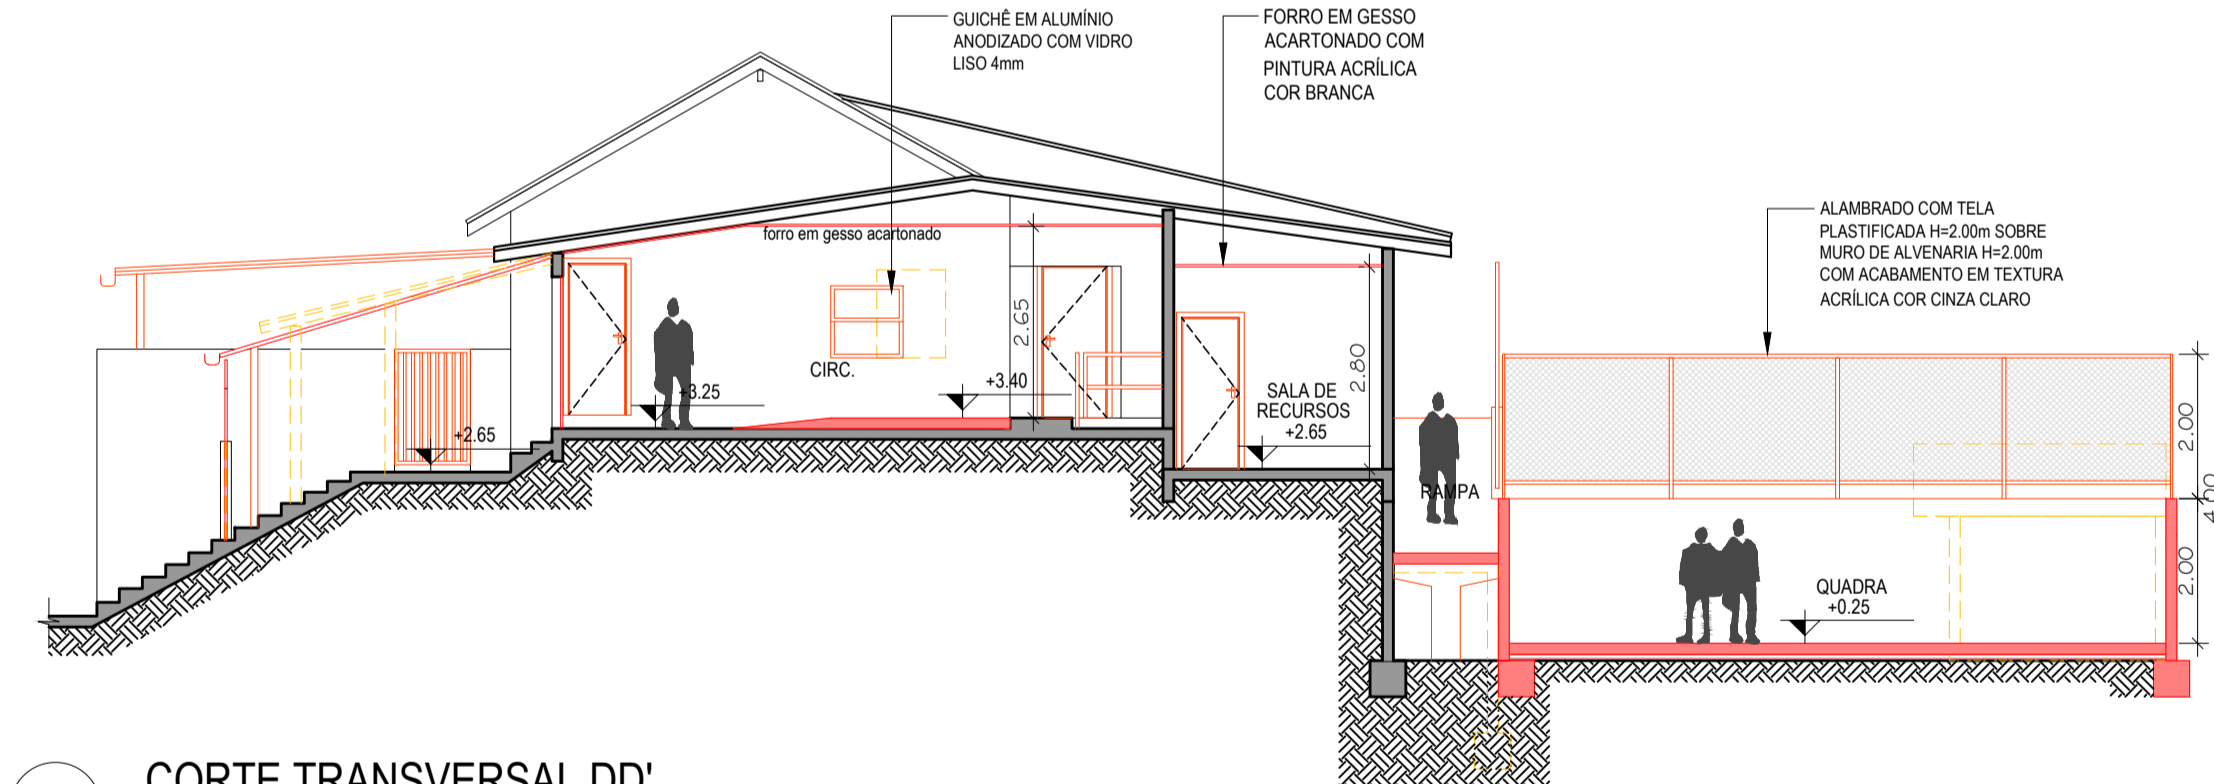 GUICHÊ EM ALUMÍNIO
ANODIZADO COM VIDRO
LISO 4mm
FORRO EM GESSO
ACARTONADO COM
PINTURA ACRÍLICA
COR BRANCA
ALAMBRADO COM TELA
PLASTIFICADA H=2.00m SOBRE
MURO DE ALVENARIA H=2.00m
COM ACABAMENTO EM TEXTURA
ACRÍLICA COR CINZA CLARO
forro em gesso acartonado
2.65
2.80
CIRC.
+3.25
+3.40
SALA DE
RECURSOS
+2.65
+2.65
RAMPA
2.00
4.00
2.00
QUADRA
+0.25
CORTE TRANSVERSAL DD'